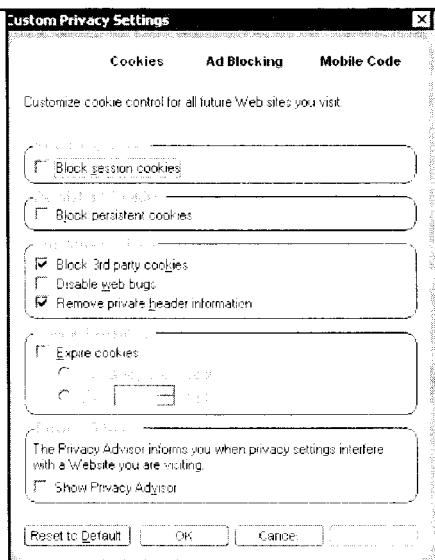 Custom Privacy Settings
Cookies Ad Blocking Mobile Code
Customize cookie control for all future Web sites you visit.
Block session cookies
Block persistent cookies
Block 3rd party cookies
Disable web bugs
Remove private header information
Expire cookies
The Privacy Advisor informs you when privacy settings interfere
with a Website you are visiting.
Show Privacy Advisor
Reset to Default OK Cancel